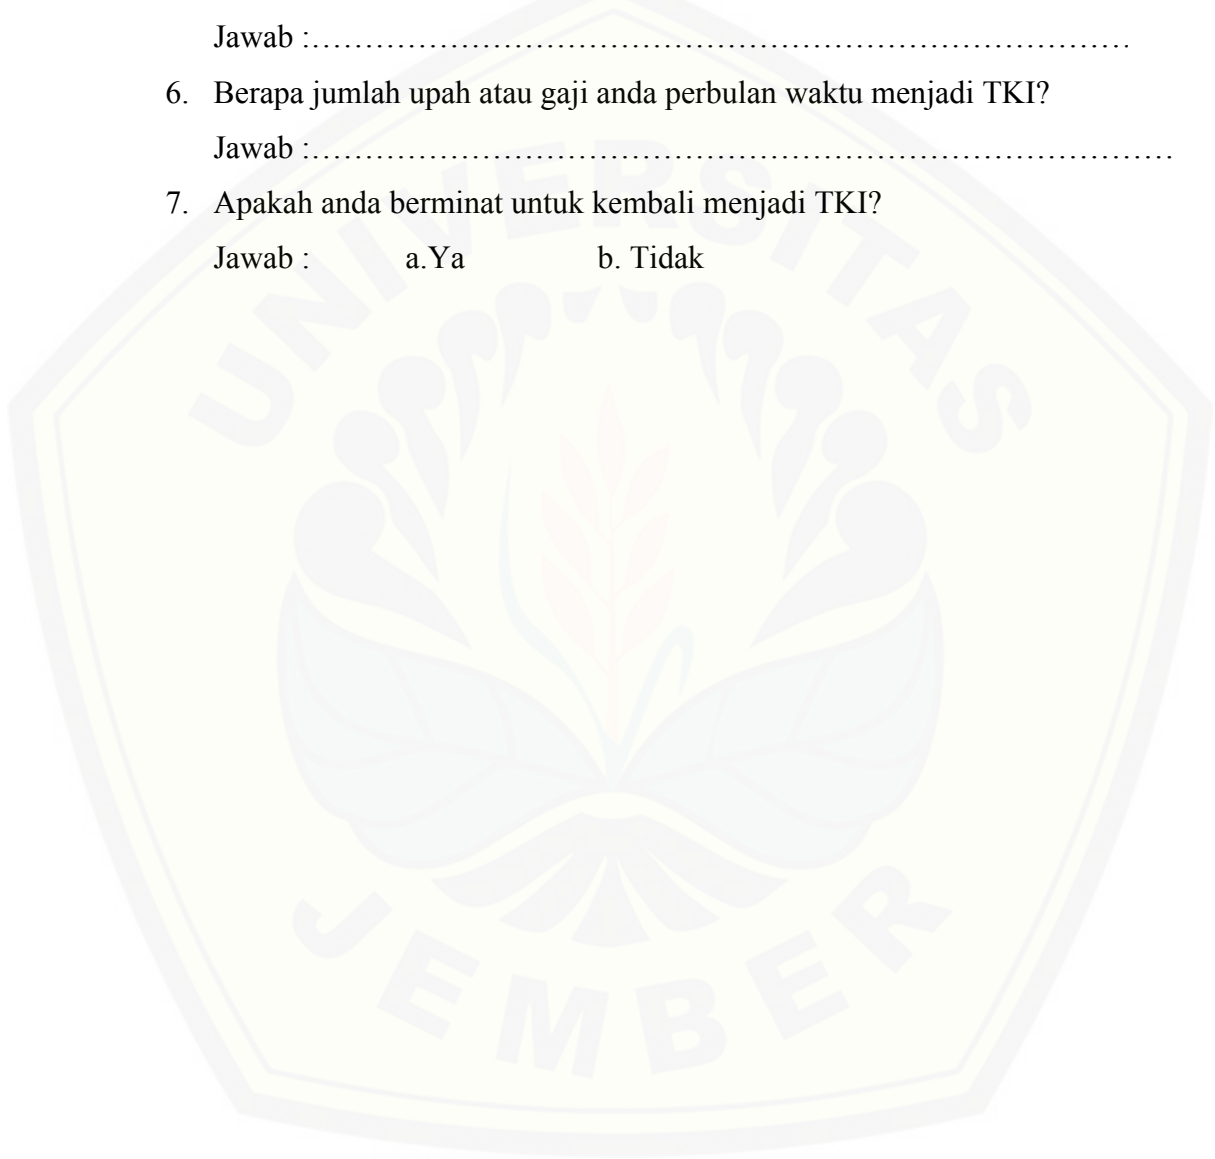 Jawab :……………………………………………………………………
6. Berapa jumlah upah atau gaji anda perbulan waktu menjadi TKI?
Jawab :………………………………………………………………………
7. Apakah anda berminat untuk kembali menjadi TKI?
Jawab : a.Ya b. Tidak
UNIVERSITAS
JEMBER